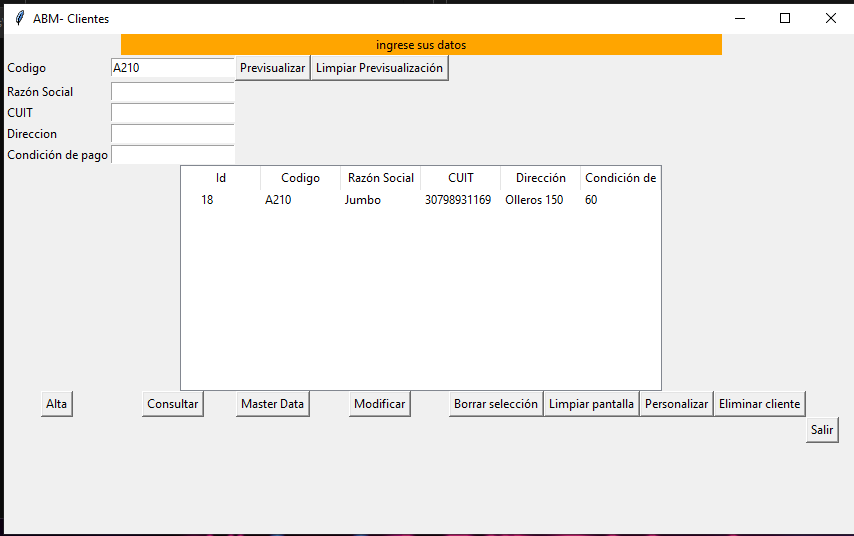 ABM- Clientes
ingrese sus datos
Codigo A210 Previsualizar Limpiar Previsualización
Razón Social
CUIT
Direccion
Condición de pago
Id Codigo Razón Social CUIT Dirección Condición de
18 A210 Jumbo 30798931169 Olleros 150 60
Alta Consultar Master Data Modificar Borrar selección Limpiar pantalla Personalizar Eliminar cliente
Salir